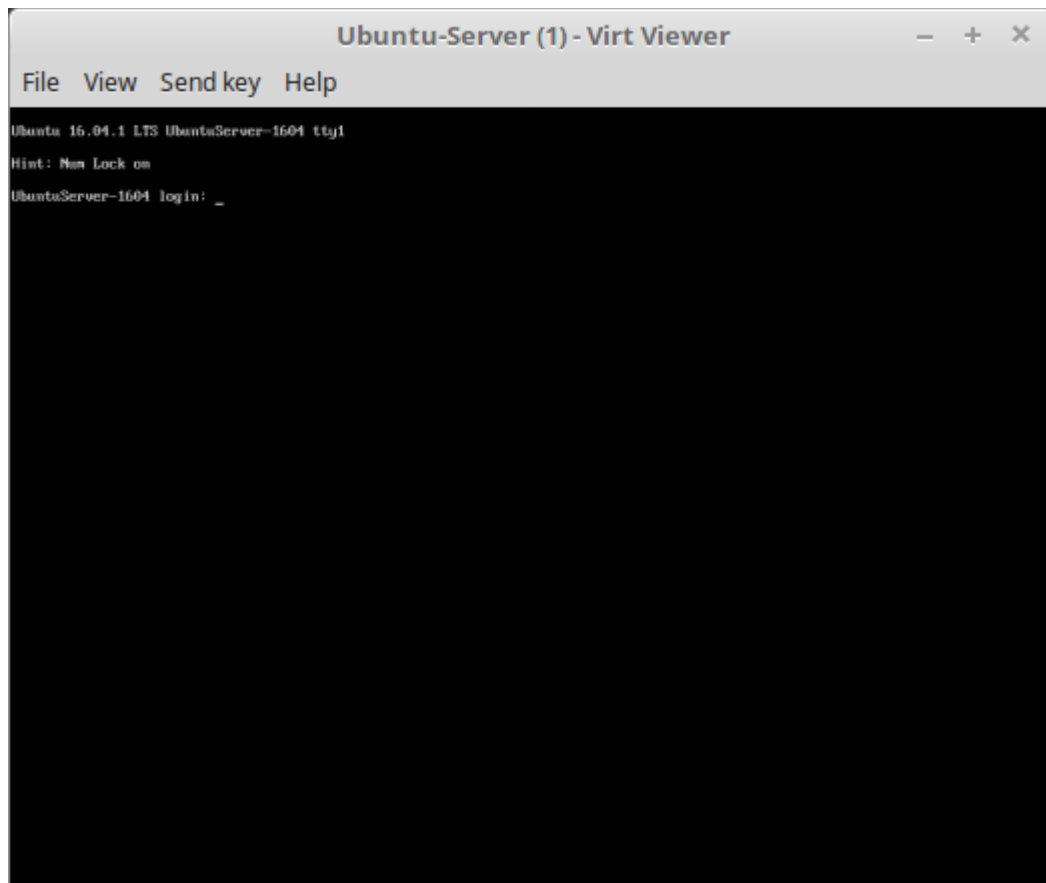 Ubuntu-Server (1) - Virt Viewer
File View Send key Help
Ubuntu 16.04.1 LTS UbuntuServer-1604 tty1
Hint: Num Lock on
UbuntuServer-1604 login: _